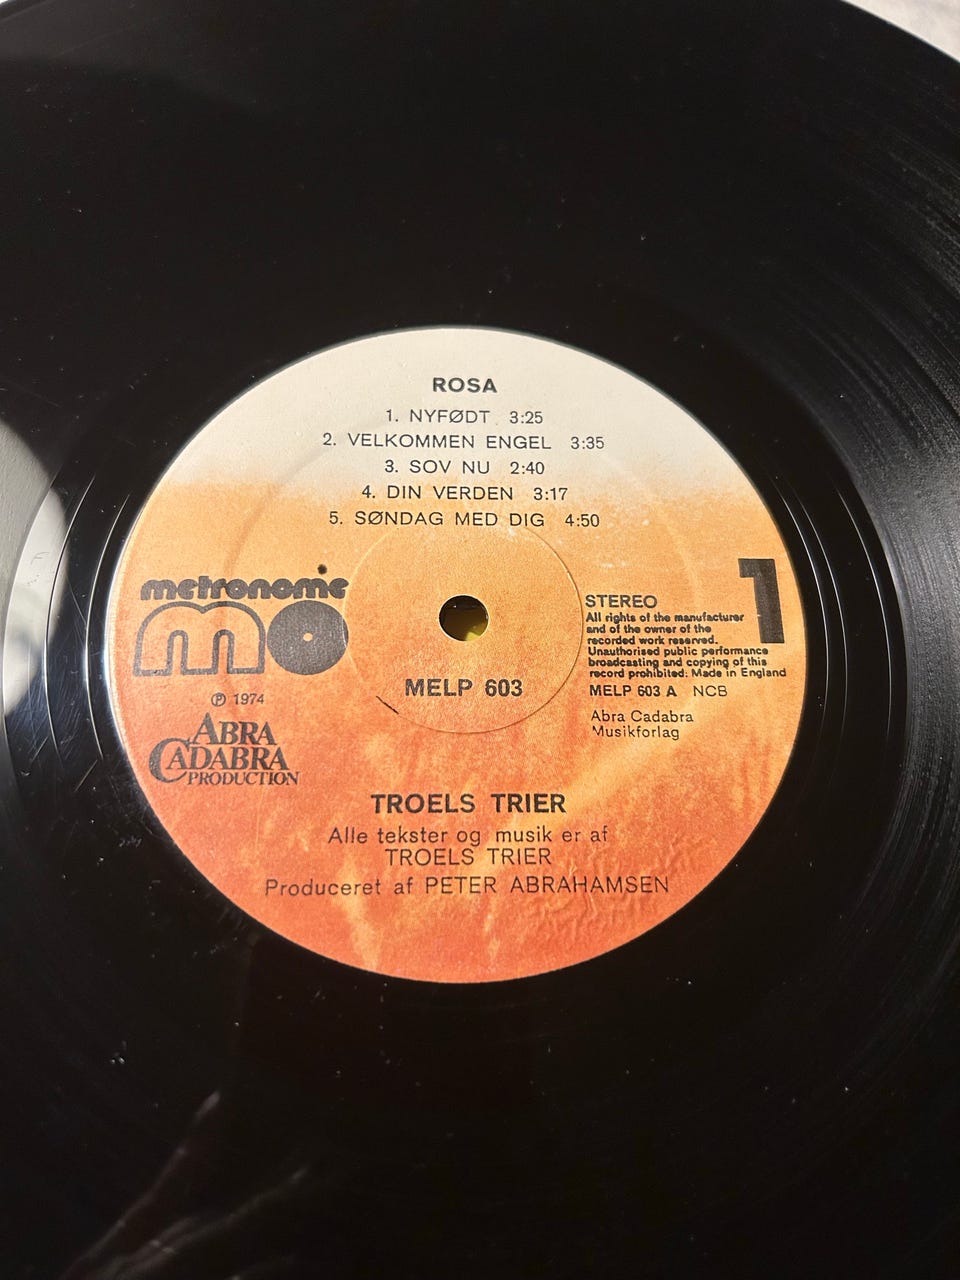 ROSA
1. NYFØDT 3:25
2. VELKOMMEN ENGEL 3:35
3. SOV NU 2:40
4. DIN VERDEN 3:17
5. SØNDAG MED DIG 4:50
metronome
mo
℗ 1974
ABRA
CADABRA
PRODUCTION
MELP 603
1
STEREO
All rights of the manufacturer
and of the owner of the
recorded work reserved.
Unauthorised public performance
broadcasting and copying of this
record prohibited: Made in England
MELP 603 A NCB
Abra Cadabra
Musikforlag
TROELS TRIER
Alle tekster og musik er af
TROELS TRIER
Produceret af PETER ABRAHAMSEN